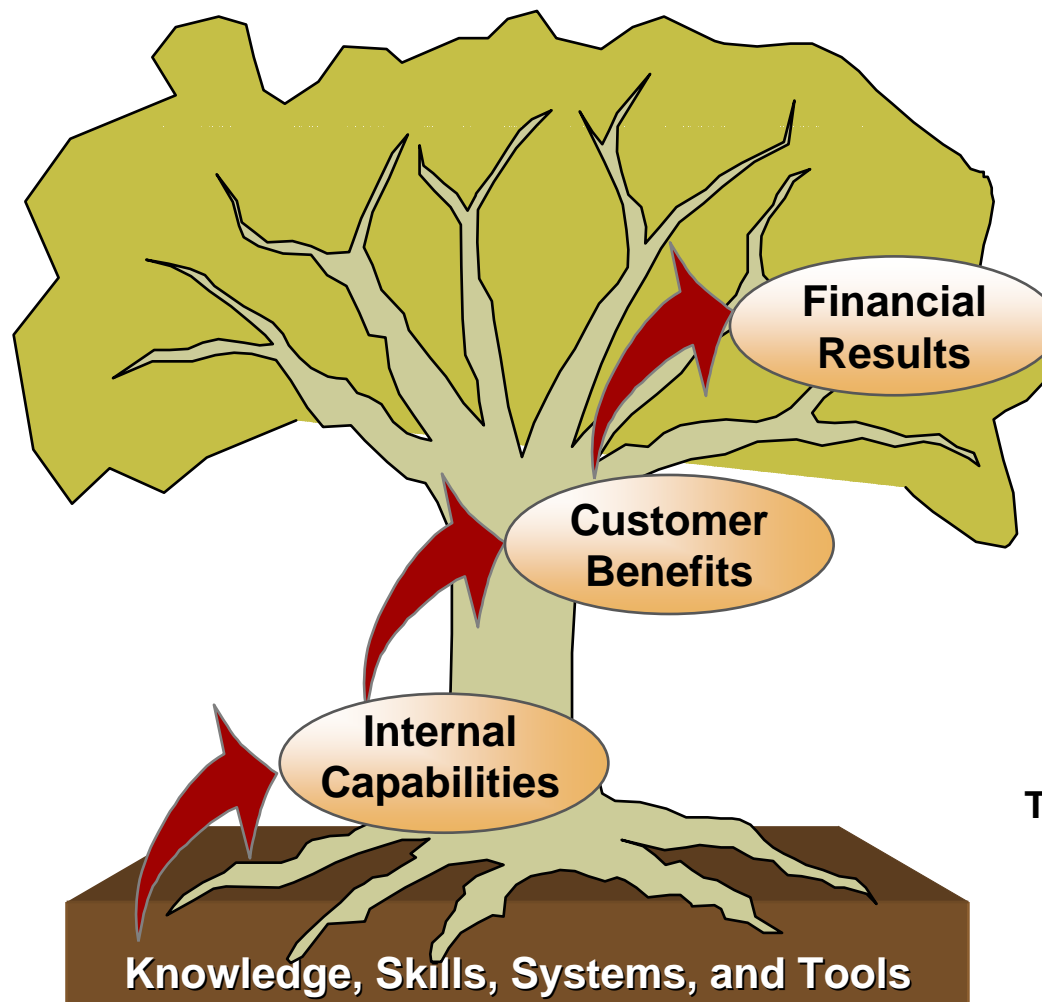 Financial
Results
Customer
Benefits
Internal
Capabilities
T
Knowledge, Skills, Systems, and Tools